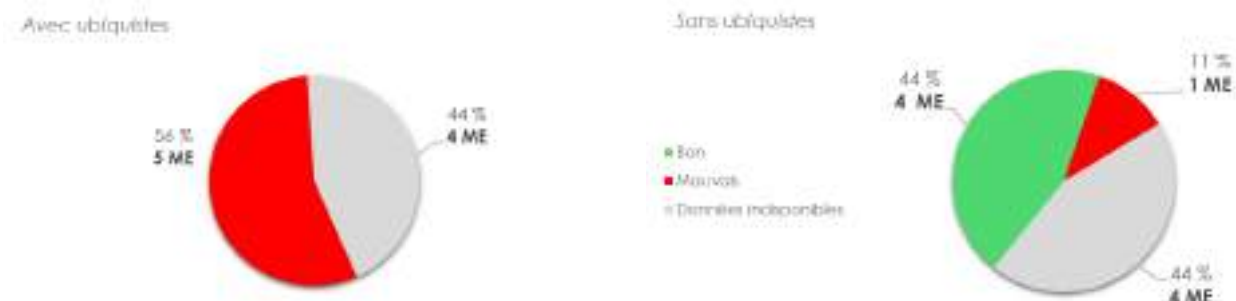 Avec ubiquistes
56 %
5 ME
44 %
4 ME
Sans ubiquistes
44 %
4 ME
11 %
1 ME
44 %
4 ME
Bon
Mauvais
Données indisponibles